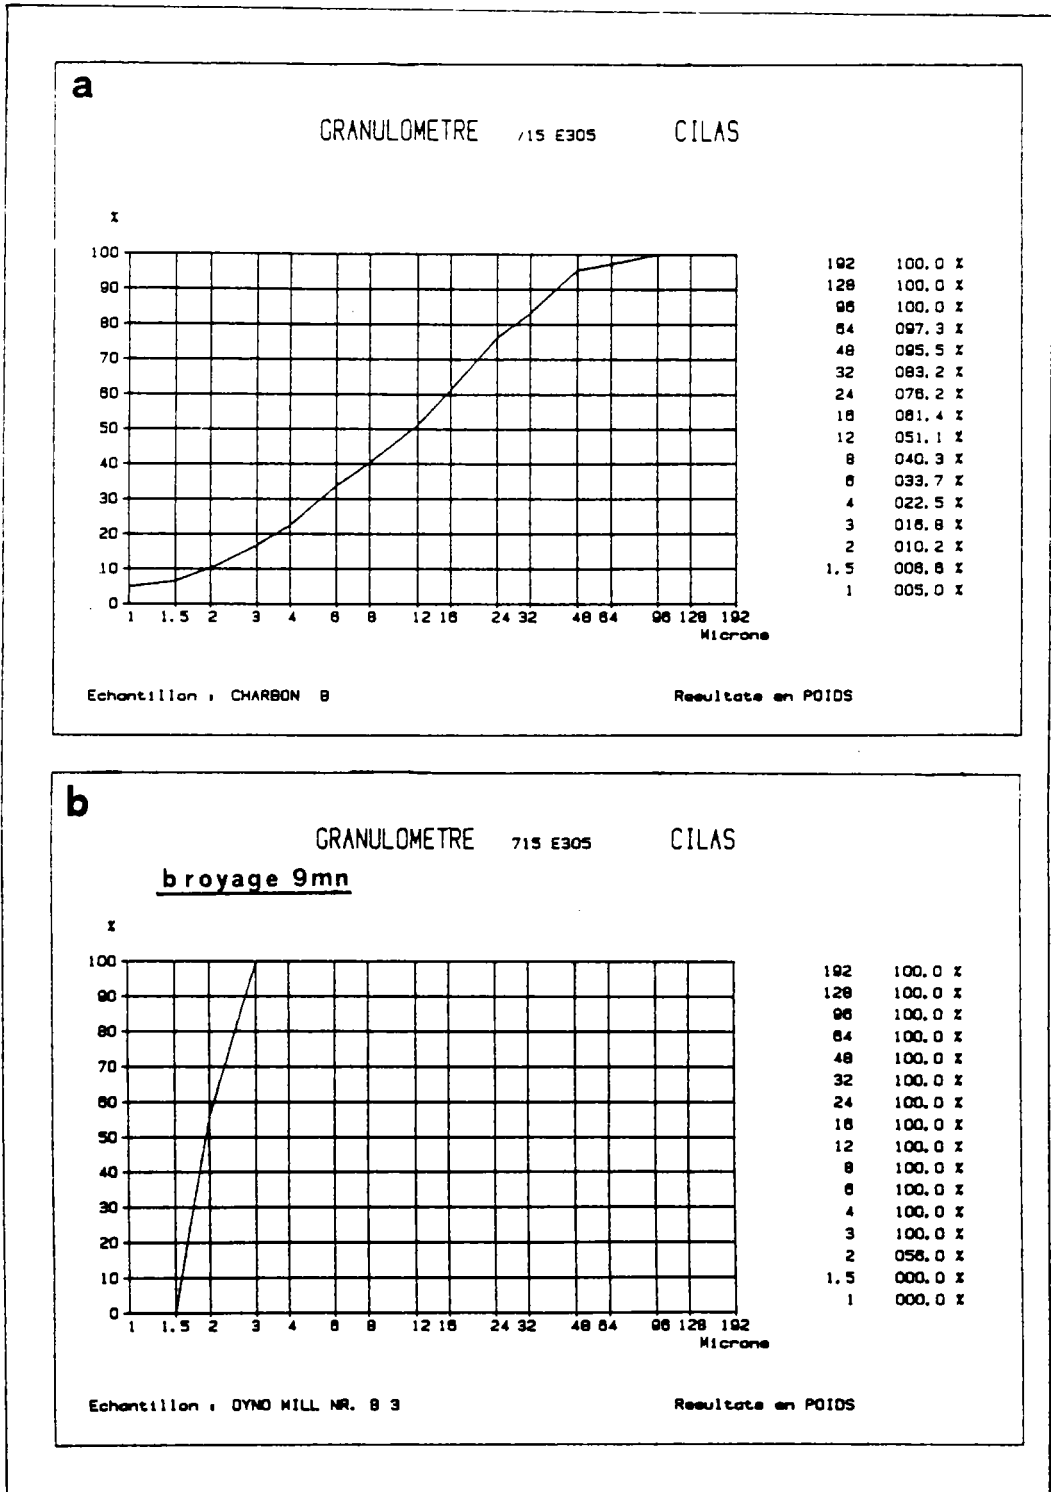 a
GRANULOMETRE 715 E305 CILAS
%
100
90
80
70
60
50
40
30
20
10
0
1 1.5 2 3 4 6 8 12 16 24 32 48 64 96 128 192
Microns
192 100.0 %
128 100.0 %
96 100.0 %
64 097.3 %
48 095.5 %
32 083.2 %
24 076.2 %
16 061.4 %
12 051.1 %
8 040.3 %
6 033.7 %
4 022.5 %
3 016.8 %
2 010.2 %
1.5 006.6 %
1 005.0 %
Echantillon : CHARBON B
Resultats en POIDS
b
GRANULOMETRE 715 E305 CILAS
broyage 9mn
%
100
90
80
70
60
50
40
30
20
10
0
1 1.5 2 3 4 6 8 12 16 24 32 48 64 96 128 192
Microns
192 100.0 %
128 100.0 %
96 100.0 %
64 100.0 %
48 100.0 %
32 100.0 %
24 100.0 %
16 100.0 %
12 100.0 %
8 100.0 %
6 100.0 %
4 100.0 %
3 100.0 %
2 056.0 %
1.5 000.0 %
1 000.0 %
Echantillon : DYNO MILL NR. B 3
Resultats en POIDS